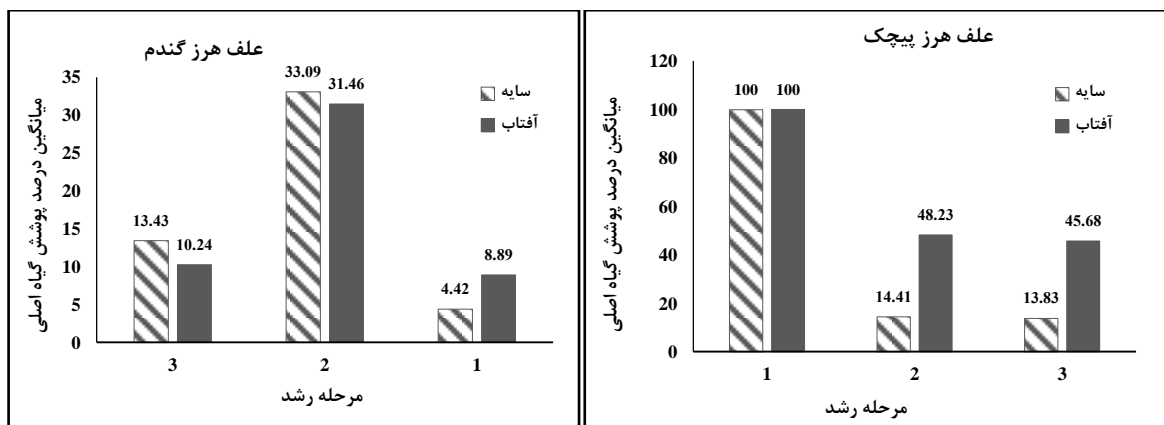 علف هرز گندم
میانگین درصد پوشش گیاه اصلی
35
30
25
20
15
10
5
0
سایه
آفتاب
13.43
10.24
33.09
31.46
4.42
8.89
3 2 1
مرحله رشد
علف هرز پیچک
میانگین درصد پوشش گیاه اصلی
120
100
80
60
40
20
0
سایه
آفتاب
100 100
14.41
48.23
13.83
45.68
1 2 3
مرحله رشد